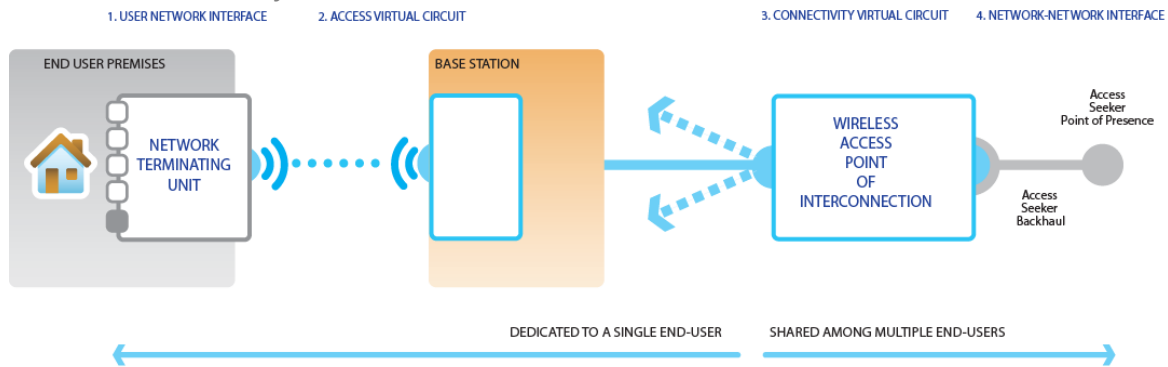 1. USER NETWORK INTERFACE
2. ACCESS VIRTUAL CIRCUIT
3. CONNECTIVITY VIRTUAL CIRCUIT
4. NETWORK-NETWORK INTERFACE
END USER PREMISES
BASE STATION
NETWORK
TERMINATING
UNIT
WIRELESS
ACCESS
POINT
OF
INTERCONNECTION
Access
Seeker
Point of Presence
Access
Seeker
Backhaul
DEDICATED TO A SINGLE END-USER
SHARED AMONG MULTIPLE END-USERS